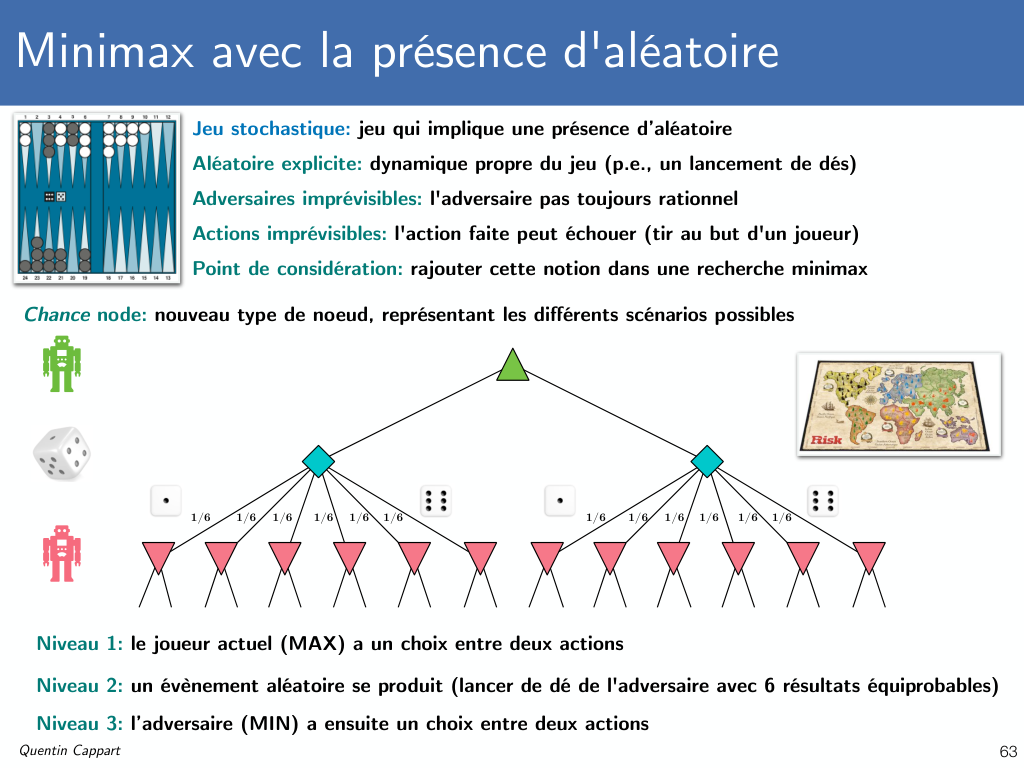 Minimax avec la présence d'aléatoire
1 2 3 4 5 6 7 8 9 10 11 12
24 23 22 21 20 19 18 17 16 15 14 13
Jeu stochastique: jeu qui implique une présence d'aléatoire
Aléatoire explicite: dynamique propre du jeu (p.e., un lancement de dés)
Adversaires imprévisibles: l'adversaire pas toujours rationnel
Actions imprévisibles: l'action faite peut échouer (tir au but d'un joueur)
Point de considération: rajouter cette notion dans une recherche minimax
Chance node: nouveau type de noeud, représentant les différents scénarios possibles
Risk
1/6 1/6 1/6 1/6 1/6 1/6 1/6 1/6 1/6 1/6 1/6 1/6
Niveau 1: le joueur actuel (MAX) a un choix entre deux actions
Niveau 2: un évènement aléatoire se produit (lancer de dé de l'adversaire avec 6 résultats équiprobables)
Niveau 3: l'adversaire (MIN) a ensuite un choix entre deux actions
Quentin Cappart
63